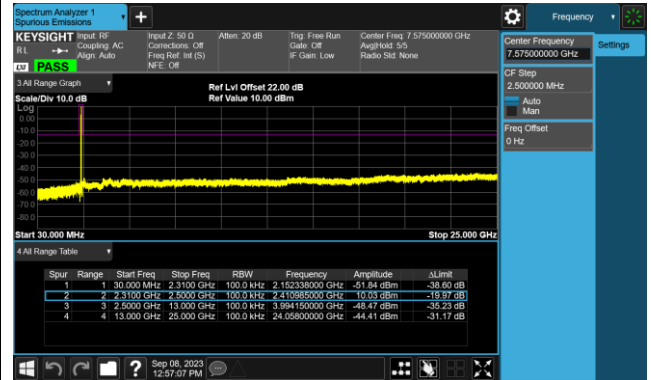 Spectrum Analyzer 1
Spurious Emissions
Frequency
KEYSIGHT
RL
Input: RF
Coupling: AC
Align: Auto
Input Z: 50 Ω
Corrections: Off
Freq Ref: Int (S)
NFE: Off
Atten: 20 dB
Trig: Free Run
Gate: Off
IF Gain: Low
Center Freq: 7.575000000 GHz
Avg|Hold: 5/5
Radio Std: None
LXI PASS
Center Frequency
7.575000000 GHz
Settings
CF Step
2.500000 MHz
Auto
Man
Freq Offset
0 Hz
3 All Range Graph
Scale/Div 10.0 dB
Ref Lvl Offset 22.00 dB
Ref Value 10.00 dBm
Log
0.00
-10.0
-20.0
-30.0
-40.0
-50.0
-60.0
-70.0
-80.0
Start 30.000 MHz
Stop 25.000 GHz
4 All Range Table
Spur Range Start Freq Stop Freq RBW Frequency Amplitude ΔLimit
1 1 30.000 MHz 2.3100 GHz 100.0 kHz 2.152338000 GHz -51.84 dBm -38.60 dB
2 2 2.3100 GHz 2.5000 GHz 100.0 kHz 2.410985000 GHz 10.03 dBm -19.97 dB
3 3 2.5000 GHz 13.000 GHz 100.0 kHz 3.994150000 GHz -48.47 dBm -35.23 dB
4 4 13.000 GHz 25.000 GHz 100.0 kHz 24.05800000 GHz -44.41 dBm -31.17 dB
Sep 08, 2023
12:57:07 PM